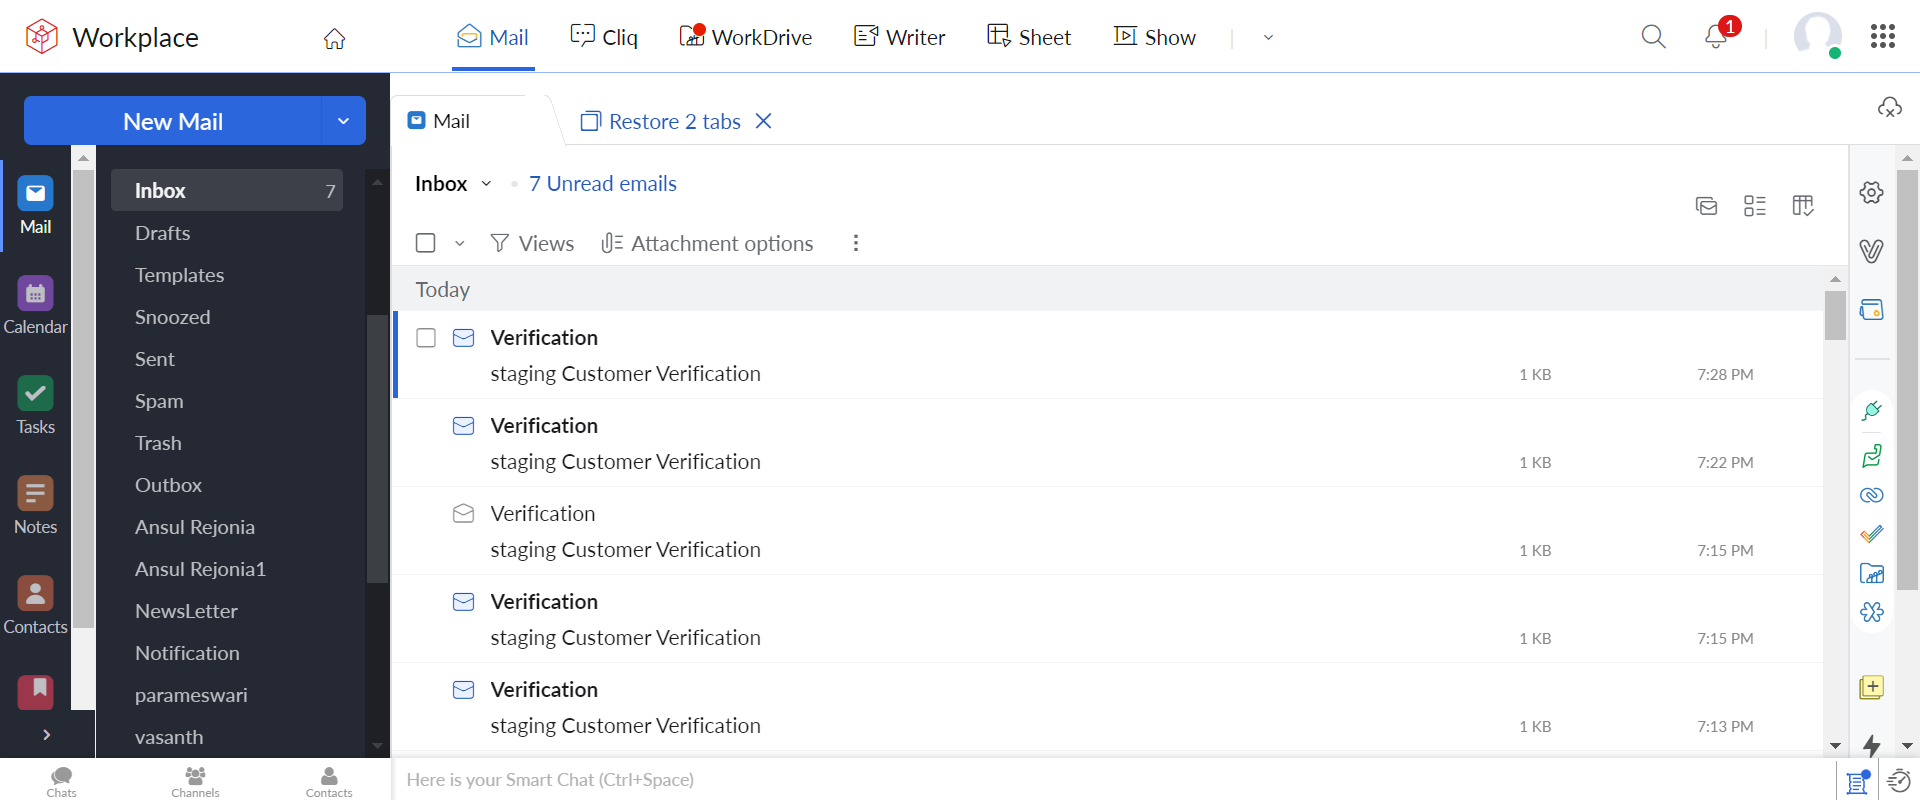 Workplace
Mail
Cliq
WorkDrive
Writer
Sheet
Show
1
New Mail
Mail
Calendar
Tasks
Notes
Contacts
Inbox 7
Drafts
Templates
Snoozed
Sent
Spam
Trash
Outbox
Ansul Rejonia
Ansul Rejonia1
NewsLetter
Notification
parameswari
vasanth
Mail
Restore 2 tabs
Inbox
7 Unread emails
Views
Attachment options
Today
Verification
staging Customer Verification 1 KB 7:28 PM
Verification
staging Customer Verification 1 KB 7:22 PM
Verification
staging Customer Verification 1 KB 7:15 PM
Verification
staging Customer Verification 1 KB 7:15 PM
Verification
staging Customer Verification 1 KB 7:13 PM
Chats
Channels
Contacts
Here is your Smart Chat (Ctrl+Space)